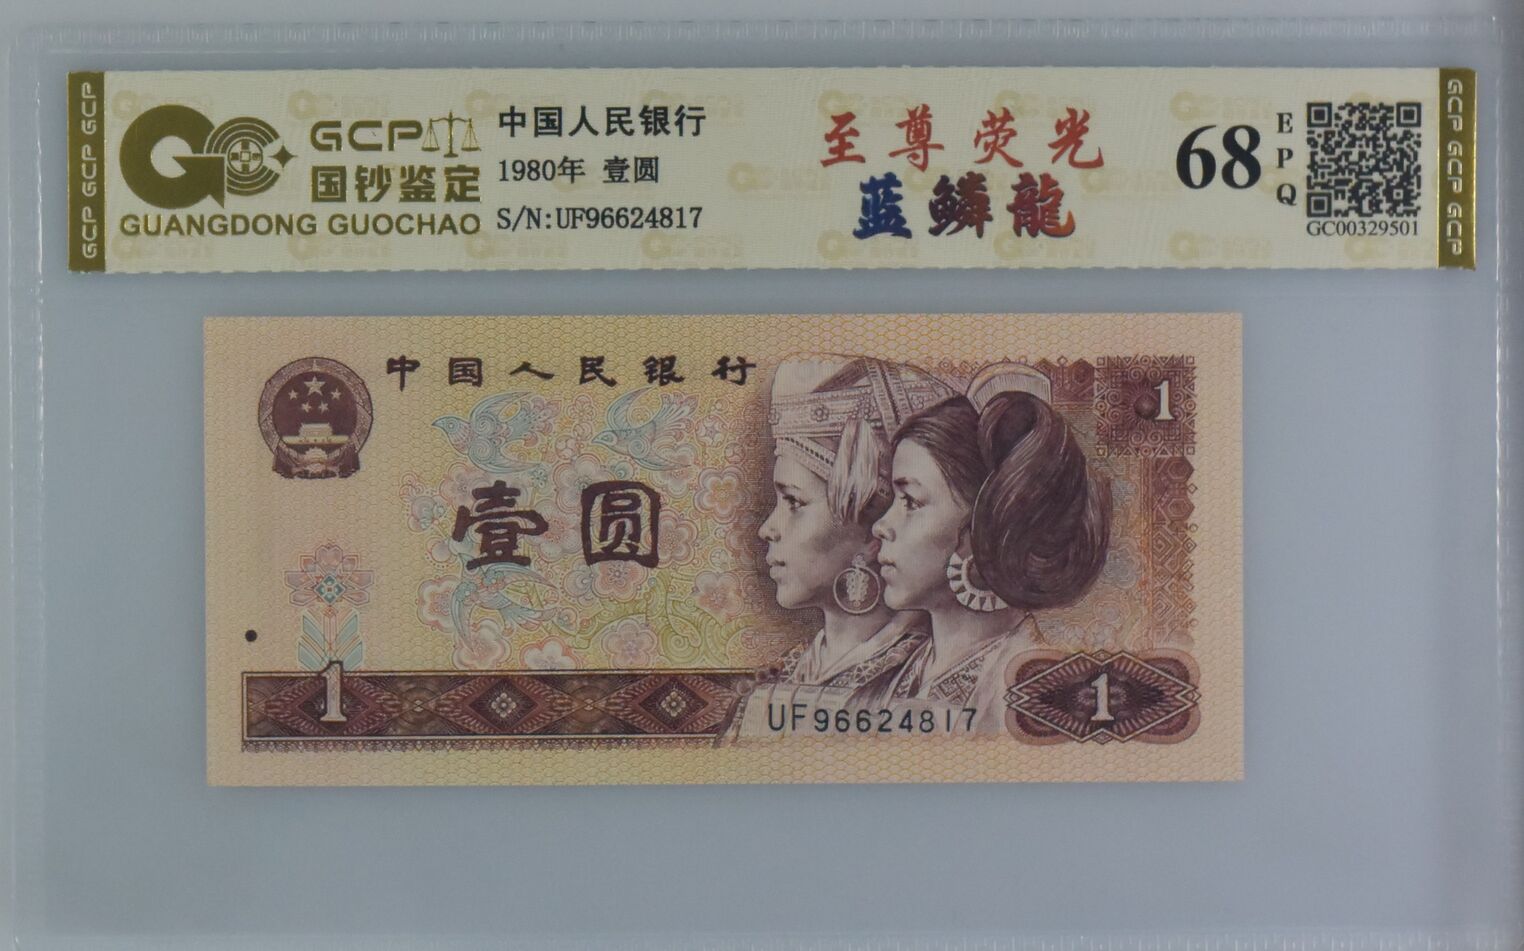 GCP GCP GCP
GCP
国钞鉴定
GUANGDONG GUOCHAO
中国人民银行
1980年 壹圆
S/N:UF96624817
至尊荧光
蓝鳞龍
68
EPQ
GC00329501
GCP GCP GCP
中国人民银行
1
壹圆
1
UF96624817
1